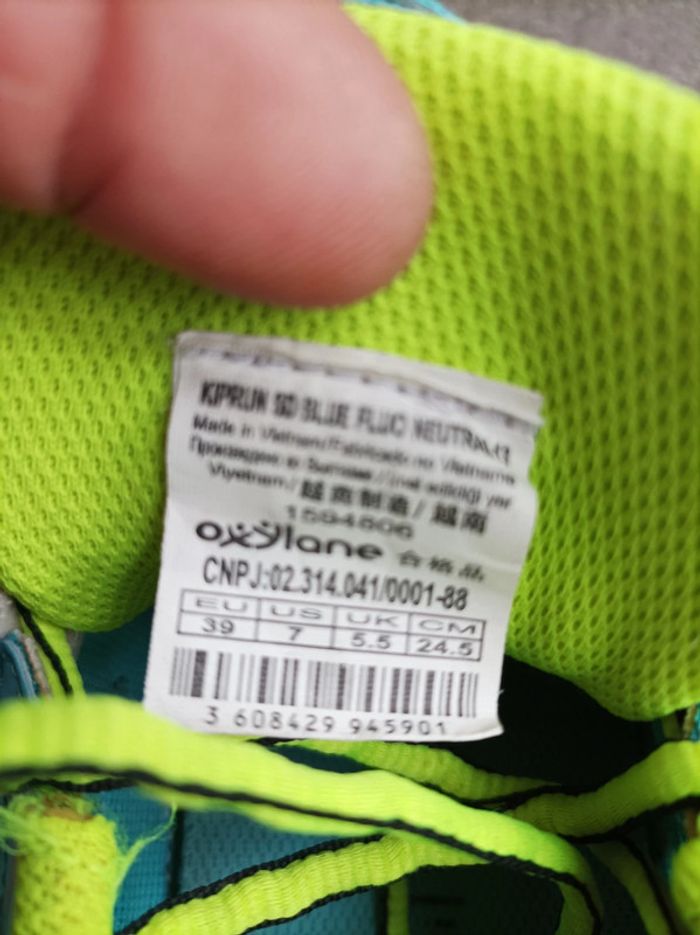 KIPRUN SD BLUE FLUO NEUTRAL
Made in Vietnam/Fabricado no Vietname
Произведено в
Vyetnam/越南制造/越南
oxylane 合格品
CNPJ:02.314.041/0001-88
EU US UK CM
39 7 5.5 24.5
3 608429 945901